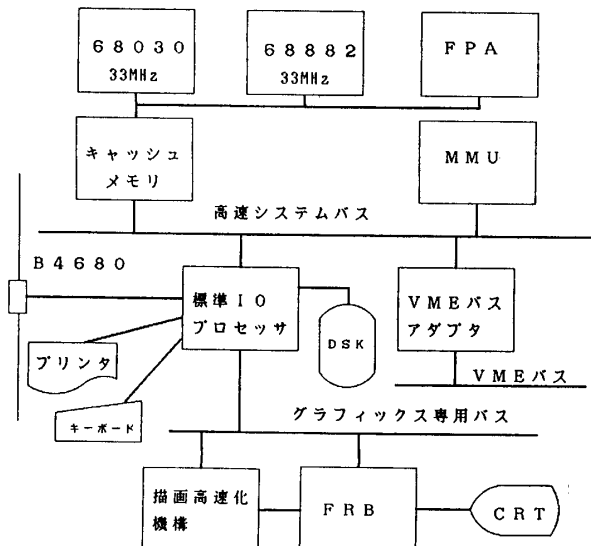 68030
33MHz
68882
33MHz
FPA
キャッシュ
メモリ
MMU
高速システムバス
B4680
標準IO
プロセッサ
DSK
VMEバス
アダプタ
プリンタ
VMEバス
キーボード
グラフィックス専用バス
描画高速化
機構
FRB
CRT